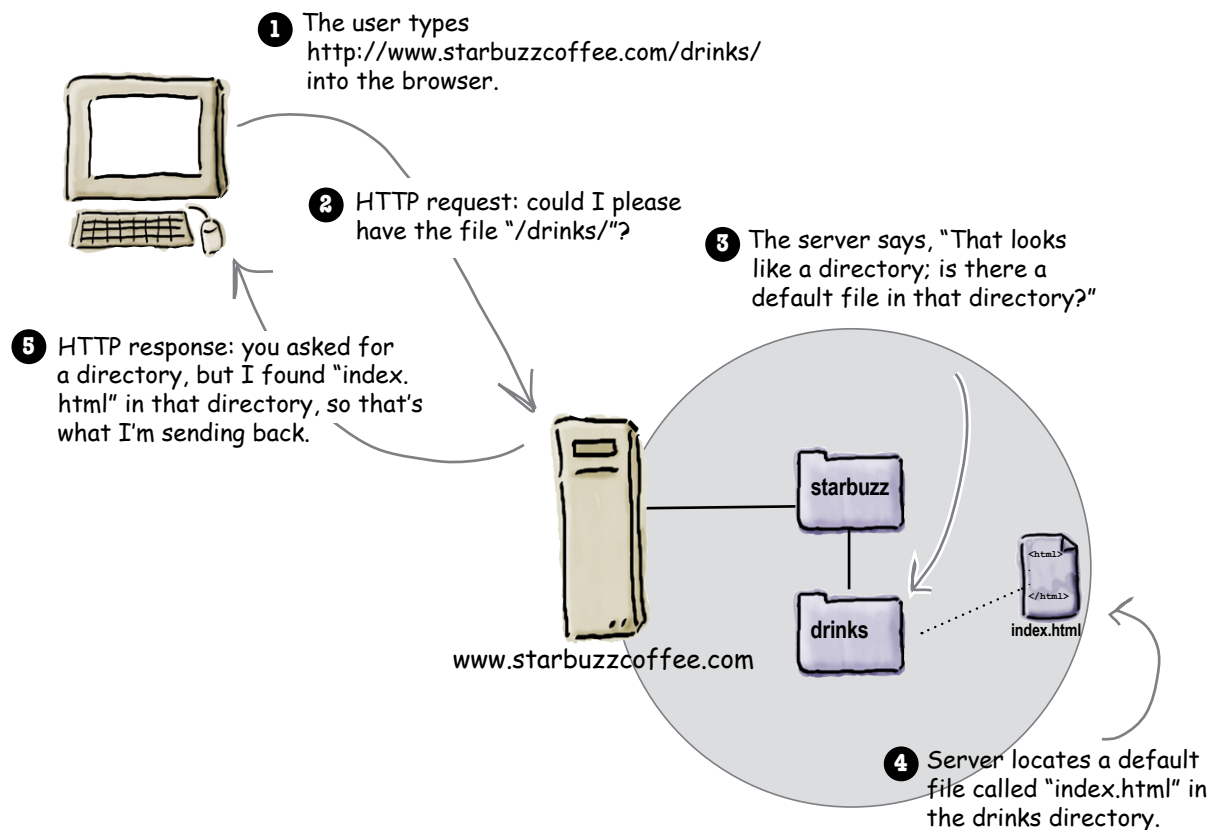 1 The user types
http://www.starbuzzcoffee.com/drinks/
into the browser.
2 HTTP request: could I please
have the file “/drinks/”?
3 The server says, “That looks
like a directory; is there a
default file in that directory?”
5 HTTP response: you asked for
a directory, but I found “index.
html” in that directory, so that’s
what I’m sending back.
starbuzz
<html>
.
</html>
drinks
index.html
www.starbuzzcoffee.com
4 Server locates a default
file called “index.html” in
the drinks directory.